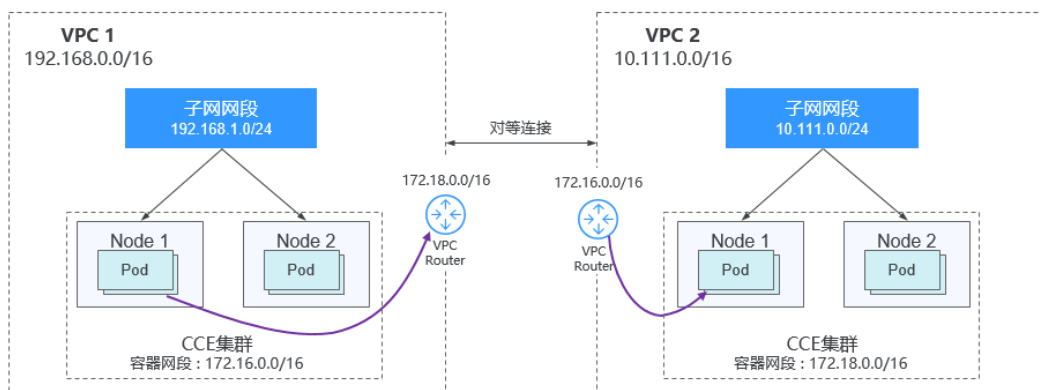 VPC 1
192.168.0.0/16
子网网段
192.168.1.0/24
172.18.0.0/16
VPC
Router
Node 1
Pod
Node 2
Pod
CCE集群
容器网段：172.16.0.0/16
对等连接
VPC 2
10.111.0.0/16
子网网段
10.111.0.0/24
172.16.0.0/16
VPC
Router
Node 1
Pod
Node 2
Pod
CCE集群
容器网段：172.18.0.0/16